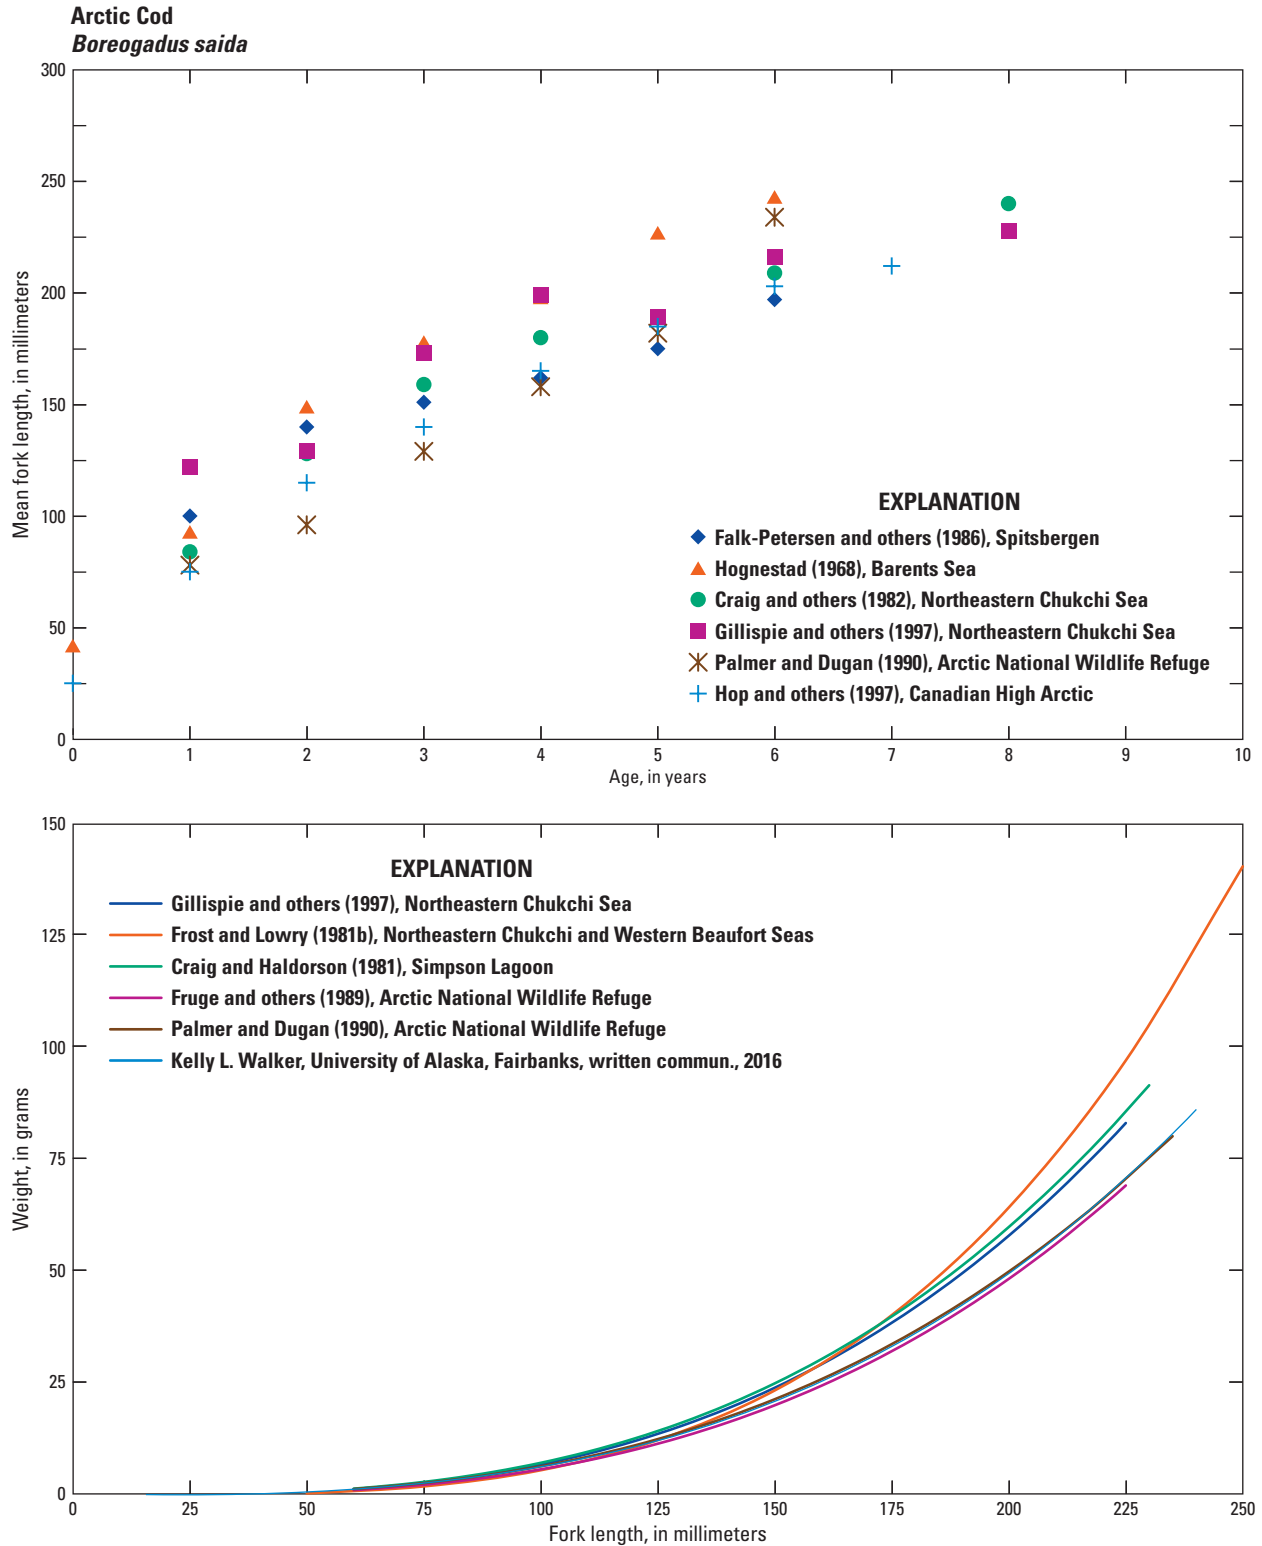 Arctic Cod
Boreogadus saida
300
250
200
150
100
50
0
Mean fork length, in millimeters
EXPLANATION
Falk-Petersen and others (1986), Spitsbergen
Hognestad (1968), Barents Sea
Craig and others (1982), Northeastern Chukchi Sea
Gillispie and others (1997), Northeastern Chukchi Sea
Palmer and Dugan (1990), Arctic National Wildlife Refuge
Hop and others (1997), Canadian High Arctic
0 1 2 3 4 5 6 7 8 9 10
Age, in years
150
125
100
75
50
25
0
Weight, in grams
EXPLANATION
Gillispie and others (1997), Northeastern Chukchi Sea
Frost and Lowry (1981b), Northeastern Chukchi and Western Beaufort Seas
Craig and Haldorson (1981), Simpson Lagoon
Fruge and others (1989), Arctic National Wildlife Refuge
Palmer and Dugan (1990), Arctic National Wildlife Refuge
Kelly L. Walker, University of Alaska, Fairbanks, written commun., 2016
0 25 50 75 100 125 150 175 200 225 250
Fork length, in millimeters